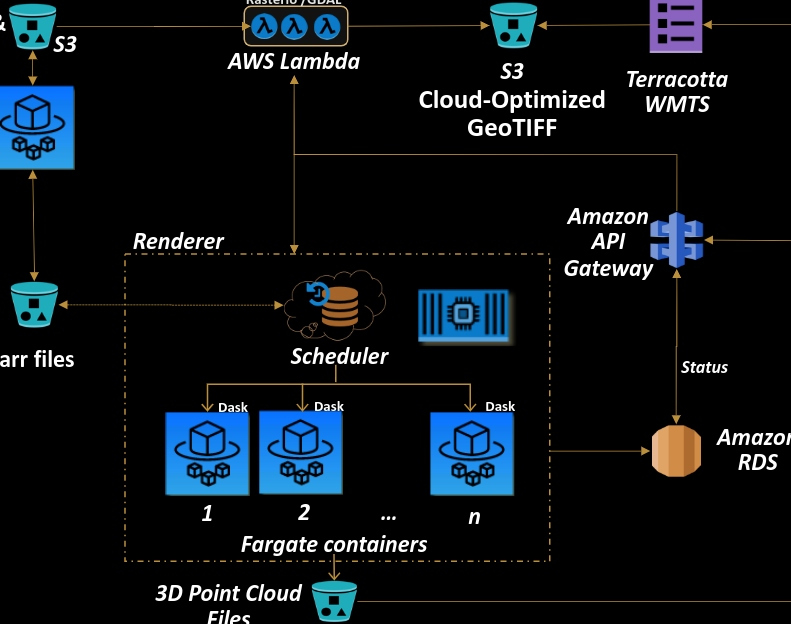 Rasterio /GDAL
&
S3
AWS Lambda
S3
Cloud-Optimized
GeoTIFF
Terracotta
WMTS
Amazon
API
Gateway
Renderer
arr files
Scheduler
Status
Dask
Dask
Dask
Amazon
RDS
1
2
...
n
Fargate containers
3D Point Cloud
Files